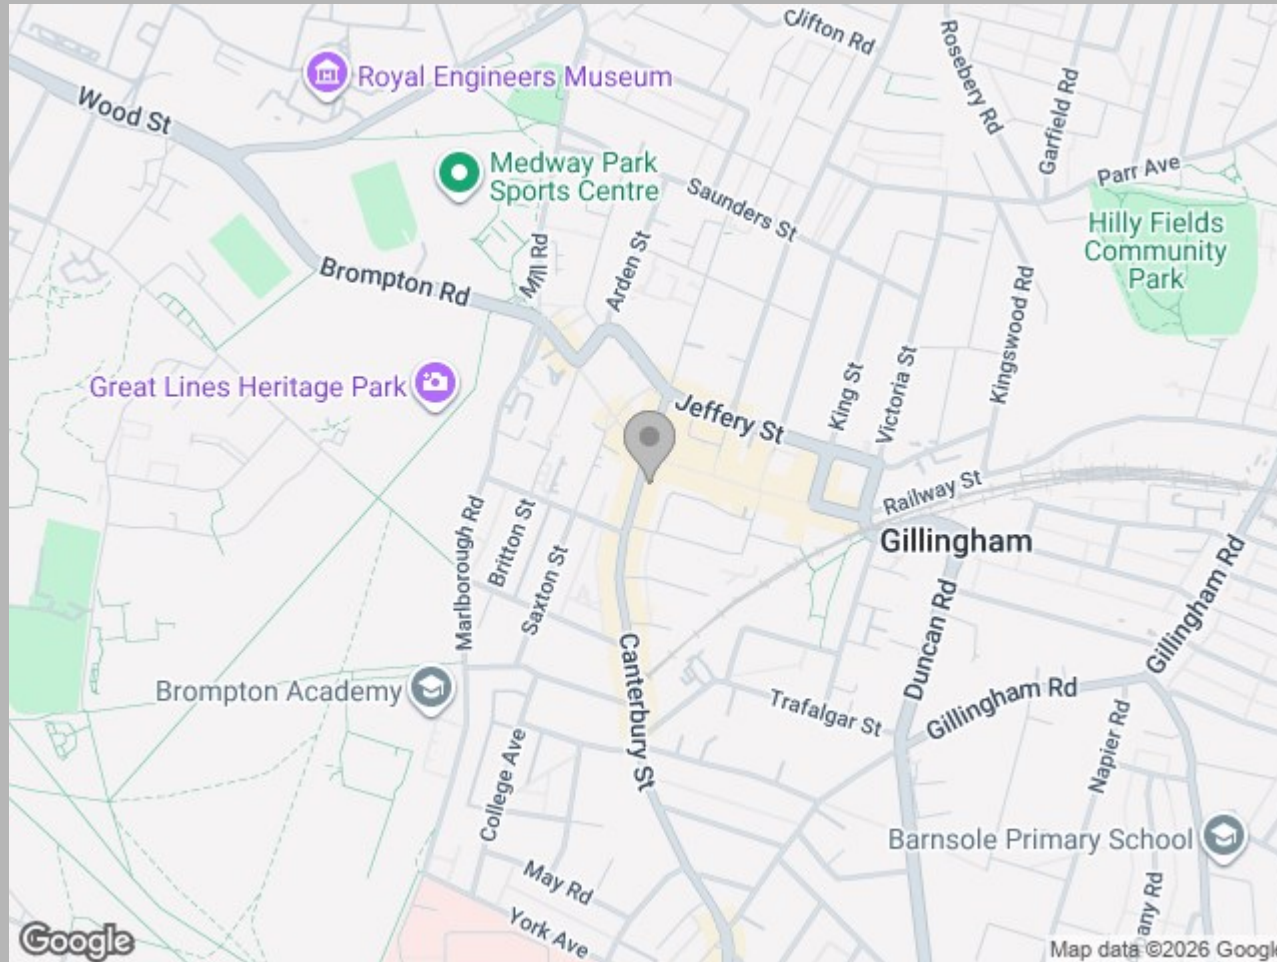 Clifton Rd
Rosebery Rd
Garfield Rd
Royal Engineers Museum
Wood St
Medway Park
Sports Centre
Parr Ave
Saunders St
Hilly Fields
Community
Park
Mill Rd
Arden St
Brompton Rd
Kingswood Rd
Great Lines Heritage Park
King St
Victoria St
Jeffery St
Railway St
Marlborough Rd
Britton St
Saxton St
Gillingham
Gillingham Rd
Duncan Rd
Canterbury St
Brompton Academy
Trafalgar St
Gillingham Rd
Napier Rd
College Ave
Barnsole Primary School
May Rd
York Ave
any Rd
Google
Map data ©2026 Google